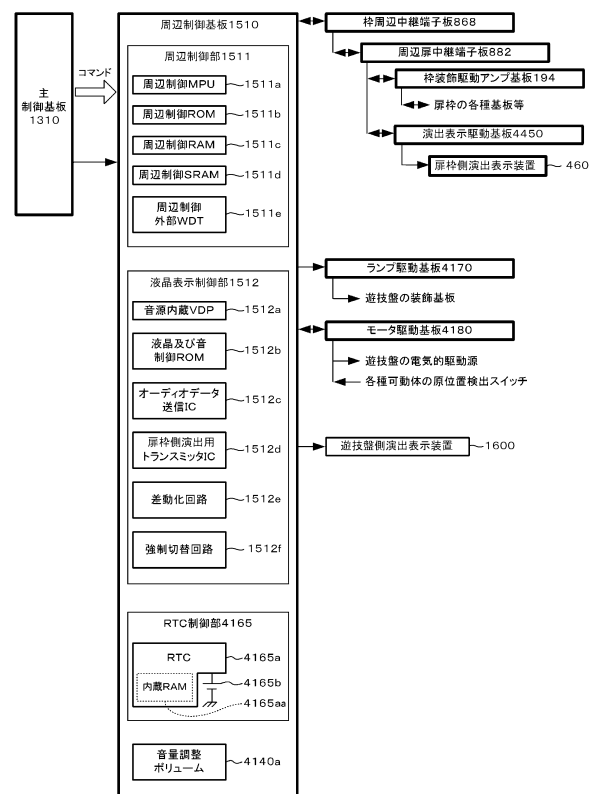 主
制御基板
1310
コマンド
周辺制御基板1510
周辺制御部1511
周辺制御MPU
1511a
周辺制御ROM
1511b
周辺制御RAM
1511c
周辺制御SRAM
1511d
周辺制御
外部WDT
1511e
液晶表示制御部1512
音源内蔵VDP
1512a
液晶及び音
制御ROM
1512b
オーディオデータ
送信IC
1512c
扉枠側演出用
トランスミッタIC
1512d
差動化回路
1512e
強制切替回路
1512f
RTC制御部4165
RTC
4165a
内蔵RAM
4165b
4165aa
音量調整
ボリューム
4140a
枠周辺中継端子板868
周辺扉中継端子板882
枠装飾駆動アンプ基板194
扉枠の各種基板等
演出表示駆動基板4450
扉枠側演出表示装置
460
ランプ駆動基板4170
遊技盤の装飾基板
モータ駆動基板4180
遊技盤の電気的駆動源
各種可動体の原位置検出スイッチ
遊技盤側演出表示装置
1600